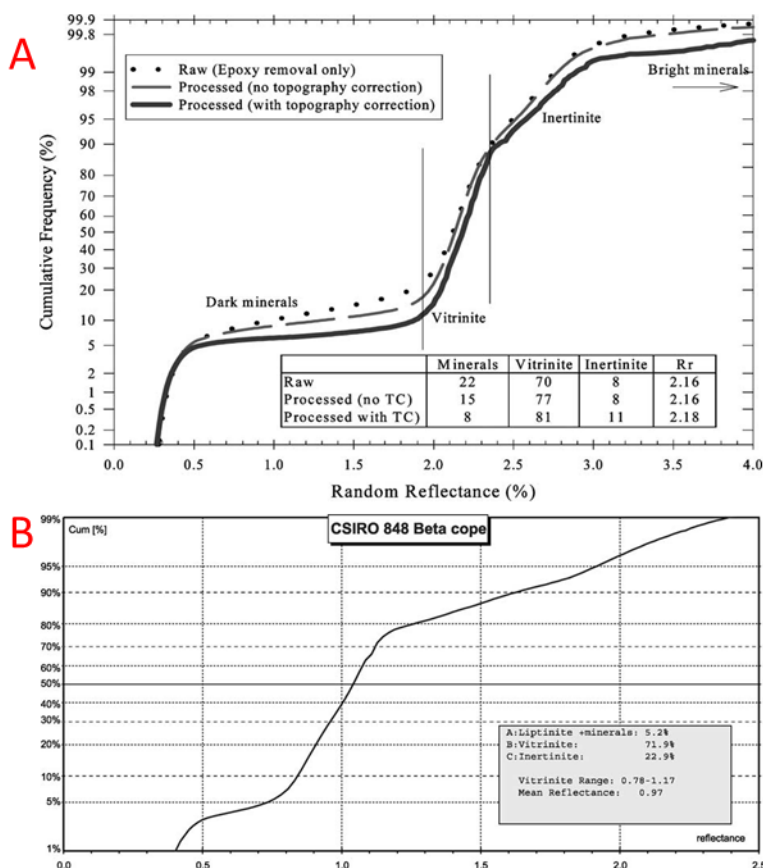 A
99.9
99.8
99
98
95
90
80
70
60
50
40
30
20
10
5
2
1
0.5
0.2
0.1
Cumulative Frequency (%)
Raw (Epoxy removal only)
Processed (no topography correction)
Processed (with topography correction)
Bright minerals
Inertinite
Dark minerals
Vitrinite
Minerals Vitrinite Inertinite Rr
Raw 22 70 8 2.16
Processed (no TC) 15 77 8 2.16
Processed with TC) 8 81 11 2.18
0.0 0.5 1.0 1.5 2.0 2.5 3.0 3.5 4.0
Random Reflectance (%)
B
99%
Cum [%]
CSIRO 848 Beta cope
95%
90%
80%
70%
60%
50%
40%
30%
20%
10%
5%
1%
A:Liptinite +minerals: 5.2%
B:Vitrinite: 71.9%
C:Inertinite: 22.9%
Vitrinite Range: 0.78-1.17
Mean Reflectance: 0.97
reflectance
0.0 0.5 1.0 1.5 2.0 2.5